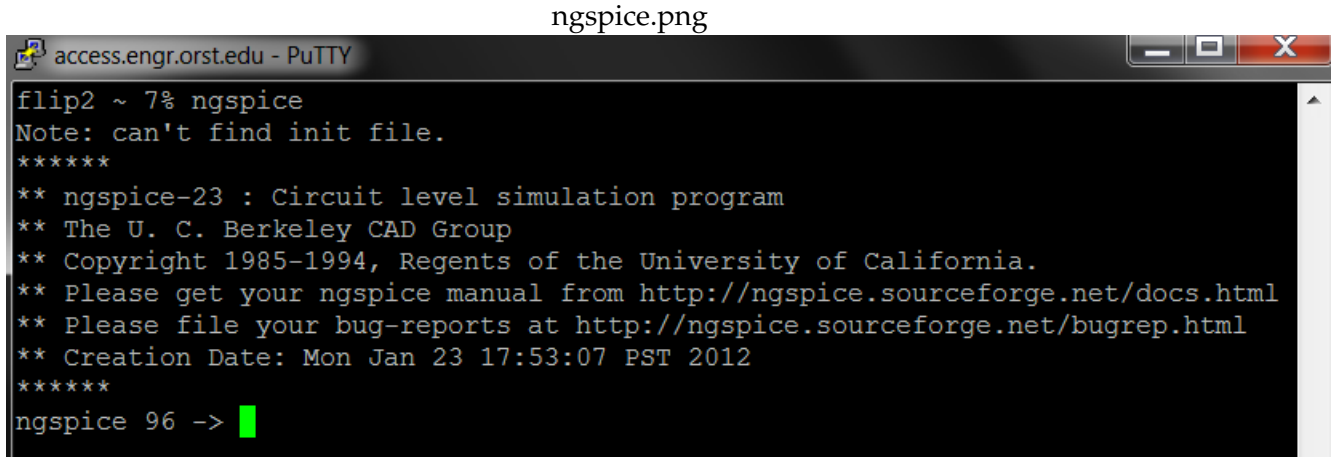 ngspice.png
access.engr.orst.edu - PuTTY
flip2 ~ 7% ngspice
Note: can't find init file.
******
** ngspice-23 : Circuit level simulation program
** The U. C. Berkeley CAD Group
** Copyright 1985-1994, Regents of the University of California.
** Please get your ngspice manual from http://ngspice.sourceforge.net/docs.html
** Please file your bug-reports at http://ngspice.sourceforge.net/bugrep.html
** Creation Date: Mon Jan 23 17:53:07 PST 2012
******
ngspice 96 ->